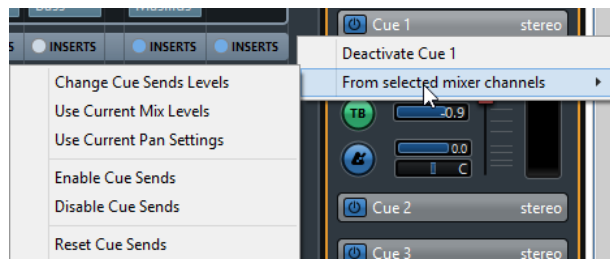 Cue 1 stereo
S INSERTS INSERTS INSERTS
Deactivate Cue 1
From selected mixer channels
Change Cue Sends Levels
Use Current Mix Levels
Use Current Pan Settings
Enable Cue Sends
Disable Cue Sends
Reset Cue Sends
TB -0.9
0.0
C
Cue 2 stereo
Cue 3 stereo